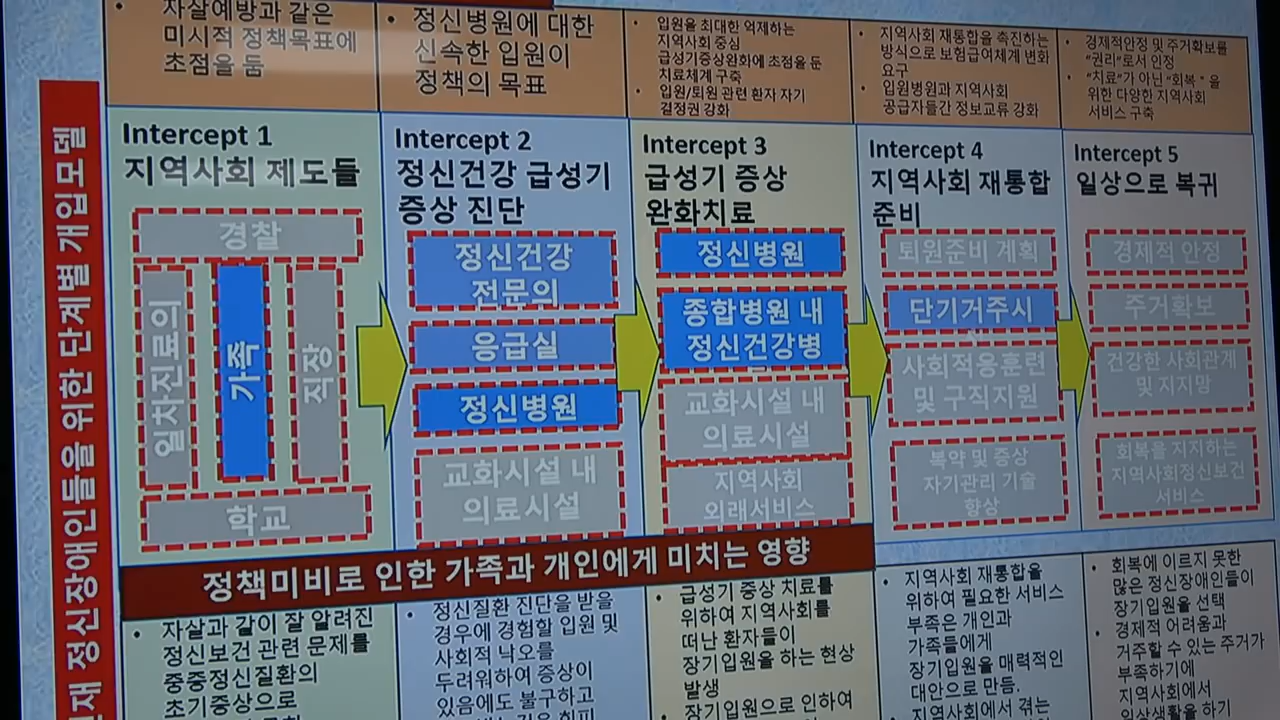 자살예방과 같은
미시적 정책목표에
초점을 둠
정신병원에 대한
신속한 입원이
정책의 목표
입원을 최대한 억제하는
지역사회 중심
급성기증상완화에 초점을 둔
치료체계 구축
입원/퇴원 관련 환자 자기
결정권 강화
지역사회 재통합을 촉진하는
방식으로 보험급여체계 변화
요구
입원병원과 지역사회
공급자들간 정보교류 강화
경제적안정 및 주거확보를
"권리"로서 인정
"치료"가 아닌 "회복" 을
위한 다양한 지역사회
서비스 구축
정신장애인들을 위한 단계별 개입모델
Intercept 1
지역사회 제도들
경찰
일차진료의
가족
직장
학교
Intercept 2
정신건강 급성기
증상 진단
정신건강
전문의
응급실
정신병원
교화시설 내
의료시설
Intercept 3
급성기 증상
완화치료
정신병원
종합병원 내
정신건강병
교화시설 내
의료시설
지역사회
외래서비스
Intercept 4
지역사회 재통합
준비
퇴원준비 계획
단기거주시
사회적응훈련
및 구직지원
복약 및 증상
자기관리 기술
향상
Intercept 5
일상으로 복귀
경제적 안정
주거확보
건강한 사회관계
및 지지망
회복을 지지하는
지역사회정신보건
서비스
정책미비로 인한 가족과 개인에게 미치는 영향
자살과 같이 잘 알려진
정신보건 관련 문제를
중중정신질환의
초기증상으로
정신질환 진단을 받을
경우에 경험할 입원 및
사회적 낙오를
두려워하여 증상이
있음에도 불구하고
급성기 증상 치료를
위하여 지역사회를
떠난 환자들이
장기입원을 하는 현상
발생
장기입원으로 인하여
지역사회 재통합을
위하여 필요한 서비스
부족은 개인과
가족들에게
장기입원을 매력적인
대안으로 만듬.
지역사회에서 겪는
회복에 이르지 못한
많은 정신장애인들이
장기입원을 선택
경제적 어려움과
거주할 수 있는 주거가
부족하기에
지역사회에서
일상생활을 하기